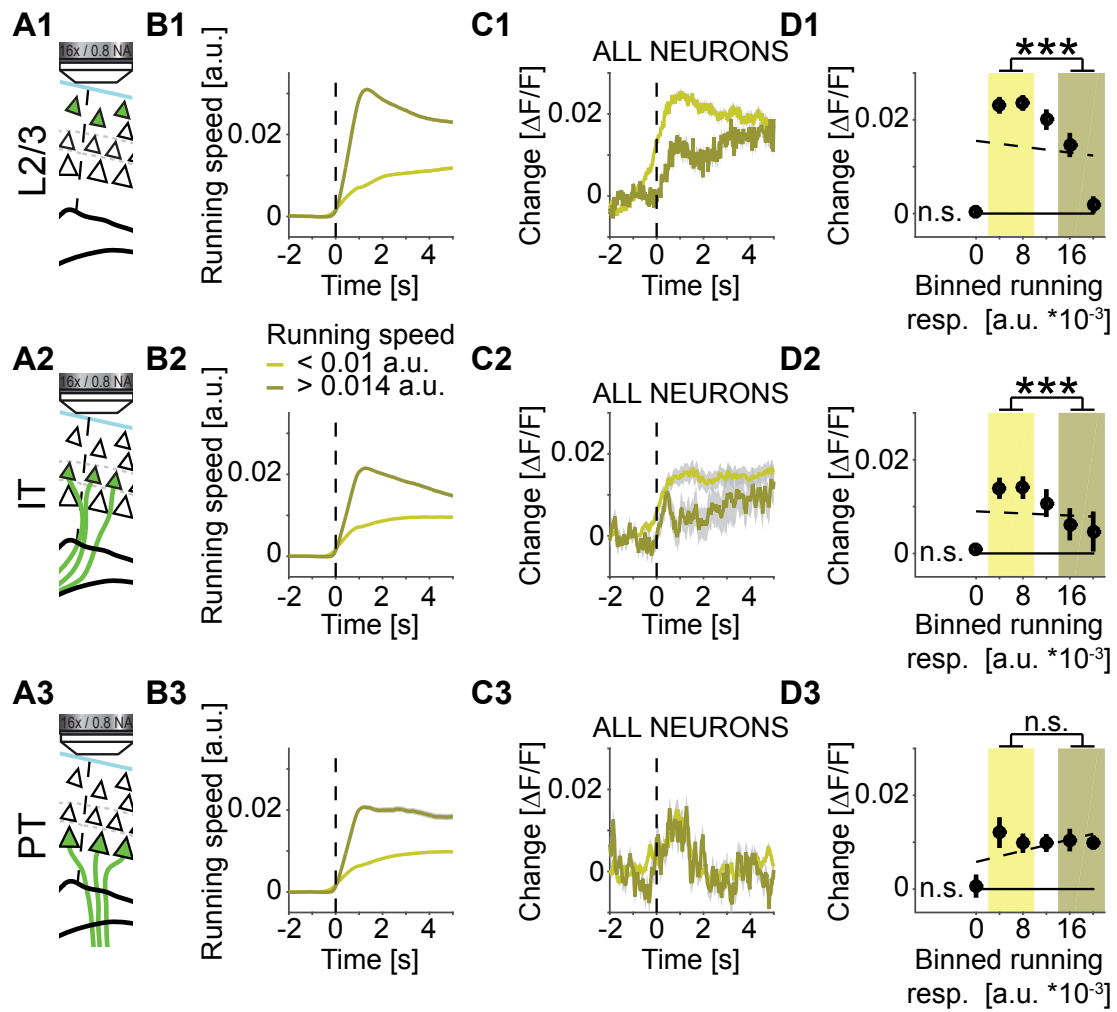 A1 B1 C1 D1
16x / 0.8 NA
L2/3
Running speed [a.u.]
0.02
0
-2 0 2 4
Time [s]
ALL NEURONS
Change [ΔF/F]
0.02
0
-2 0 2 4
Time [s]
***
Change [ΔF/F]
0.02
0
n.s.
0 8 16
Binned running
resp. [a.u. *10⁻³]
A2 B2 C2 D2
Running speed
< 0.01 a.u.
> 0.014 a.u.
16x / 0.8 NA
IT
Running speed [a.u.]
0.02
0
-2 0 2 4
Time [s]
ALL NEURONS
Change [ΔF/F]
0.02
0
-2 0 2 4
Time [s]
***
Change [ΔF/F]
0.02
0
n.s.
0 8 16
Binned running
resp. [a.u. *10⁻³]
A3 B3 C3 D3
16x / 0.8 NA
PT
Running speed [a.u.]
0.02
0
-2 0 2 4
Time [s]
ALL NEURONS
Change [ΔF/F]
0.02
0
-2 0 2 4
Time [s]
n.s.
Change [ΔF/F]
0.02
0
n.s.
0 8 16
Binned running
resp. [a.u. *10⁻³]